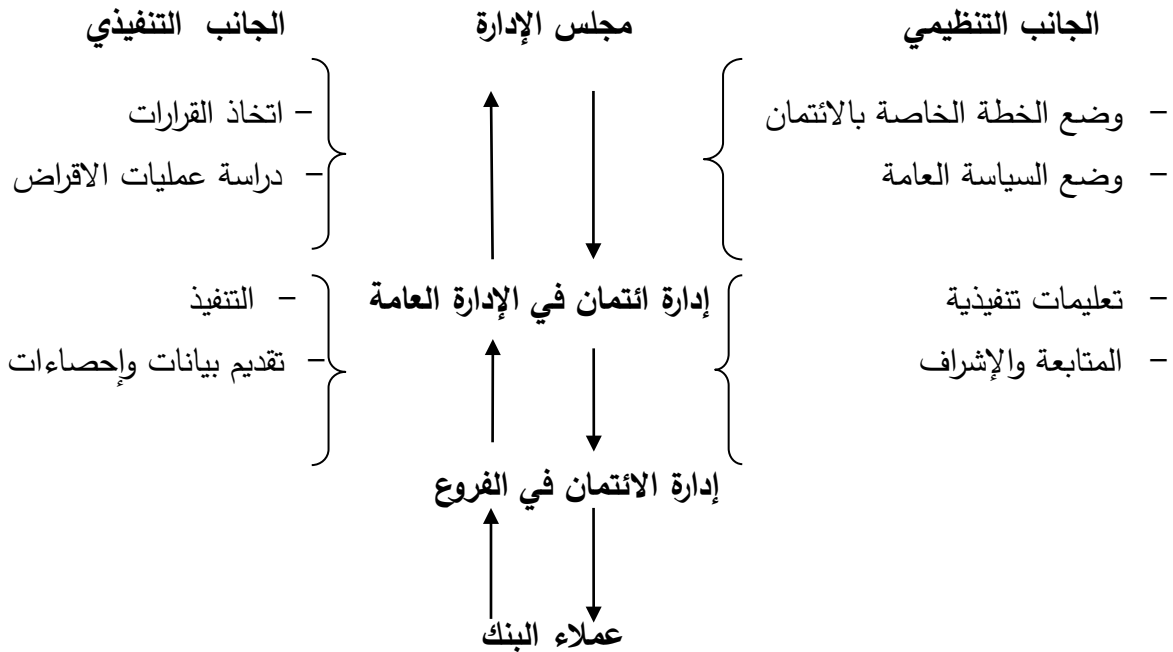 الجانب التنظيمي
مجلس الإدارة
الجانب التنفيذي
- وضع الخطة الخاصة بالائتمان
- اتخاذ القرارات
- وضع السياسة العامة
- دراسة عمليات الاقراض
إدارة ائتمان في الإدارة العامة
- تعليمات تنفيذية
- التنفيذ
- المتابعة والإشراف
- تقديم بيانات وإحصاءات
إدارة الائتمان في الفروع
عملاء البنك